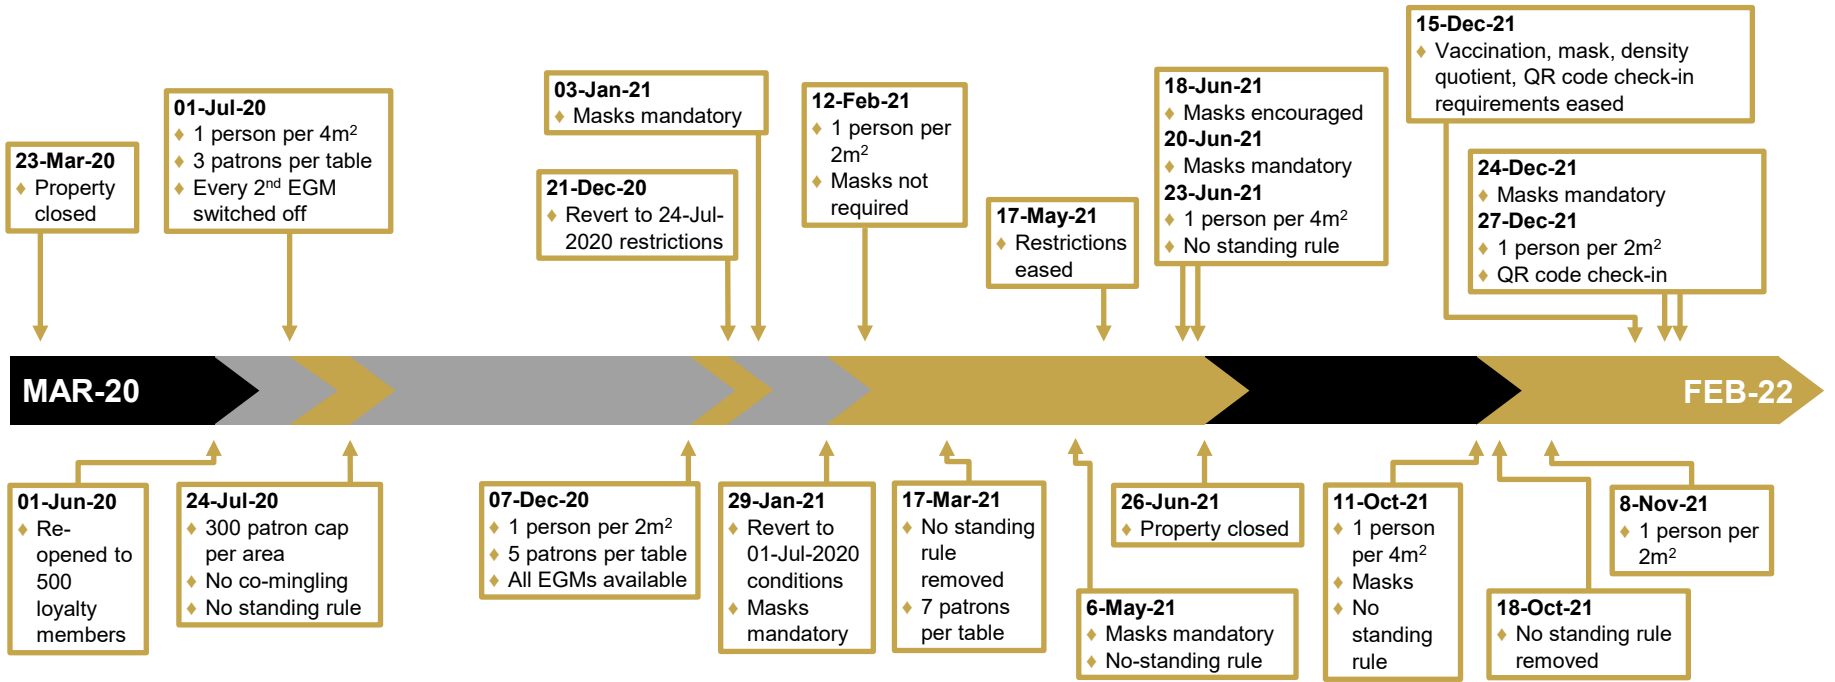 23-Mar-20
♦ Property
closed
01-Jul-20
♦ 1 person per 4m²
♦ 3 patrons per table
♦ Every 2ⁿᵈ EGM
switched off
03-Jan-21
♦ Masks mandatory
21-Dec-20
♦ Revert to 24-Jul-
2020 restrictions
12-Feb-21
♦ 1 person per
2m²
♦ Masks not
required
17-May-21
♦ Restrictions
eased
18-Jun-21
♦ Masks encouraged
20-Jun-21
♦ Masks mandatory
23-Jun-21
♦ 1 person per 4m²
♦ No standing rule
15-Dec-21
♦ Vaccination, mask, density
quotient, QR code check-in
requirements eased
24-Dec-21
♦ Masks mandatory
27-Dec-21
♦ 1 person per 2m²
♦ QR code check-in
MAR-20
FEB-22
01-Jun-20
♦ Re-
opened to
500
loyalty
members
24-Jul-20
♦ 300 patron cap
per area
♦ No co-mingling
♦ No standing rule
07-Dec-20
♦ 1 person per 2m²
♦ 5 patrons per table
♦ All EGMs available
29-Jan-21
♦ Revert to
01-Jul-2020
conditions
♦ Masks
mandatory
17-Mar-21
♦ No standing
rule
removed
♦ 7 patrons
per table
6-May-21
♦ Masks mandatory
♦ No-standing rule
26-Jun-21
♦ Property closed
11-Oct-21
♦ 1 person
per 4m²
♦ Masks
♦ No
standing
rule
18-Oct-21
♦ No standing rule
removed
8-Nov-21
♦ 1 person per
2m²